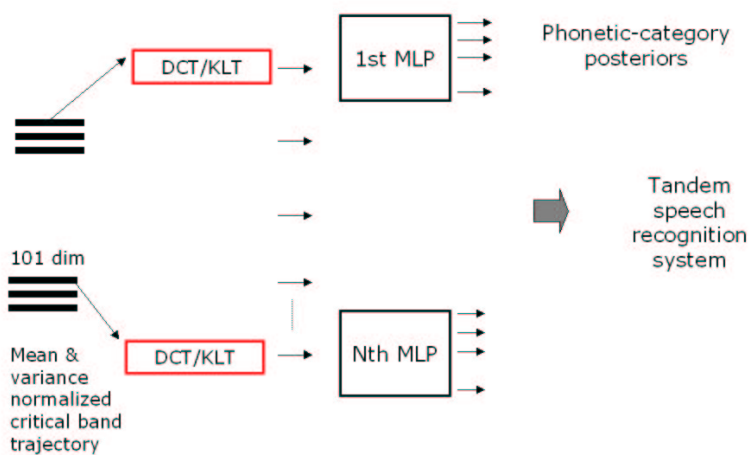 DCT/KLT
1st MLP
Phonetic-category
posteriors
Tandem
speech
recognition
system
101 dim
DCT/KLT
Nth MLP
Mean &
variance
normalized
critical band
trajectory